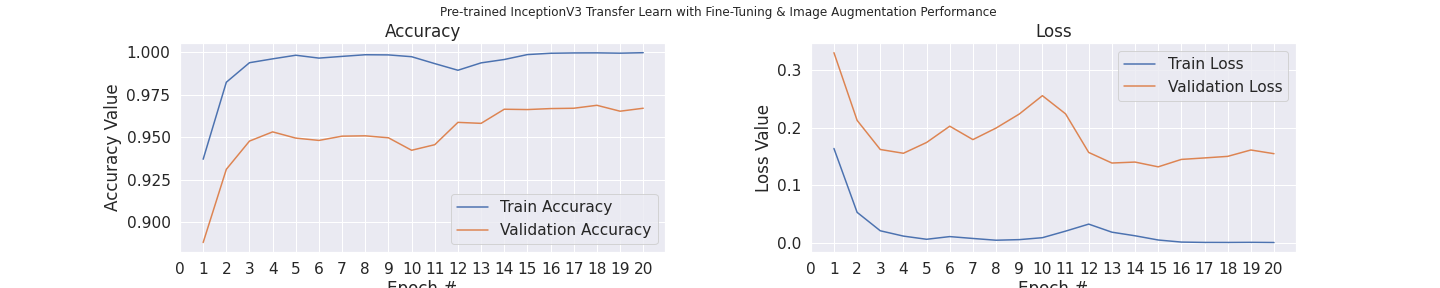 Pre-trained InceptionV3 Transfer Learn with Fine-Tuning & Image Augmentation Performance
Accuracy
1.000
0.975
0.950
0.925
0.900
Accuracy Value
Train Accuracy
Validation Accuracy
0 1 2 3 4 5 6 7 8 9 10 11 12 13 14 15 16 17 18 19 20
Epoch #
Loss
0.3
0.2
0.1
0.0
Loss Value
Train Loss
Validation Loss
0 1 2 3 4 5 6 7 8 9 10 11 12 13 14 15 16 17 18 19 20
Epoch #